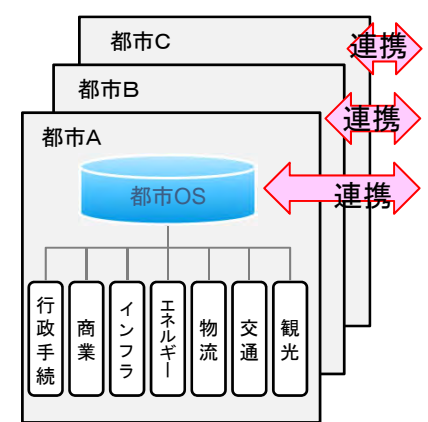 都市C
連携
都市B
連携
都市A
都市OS
連携
行政手続
商業
インフラ
エネルギー
物流
交通
観光